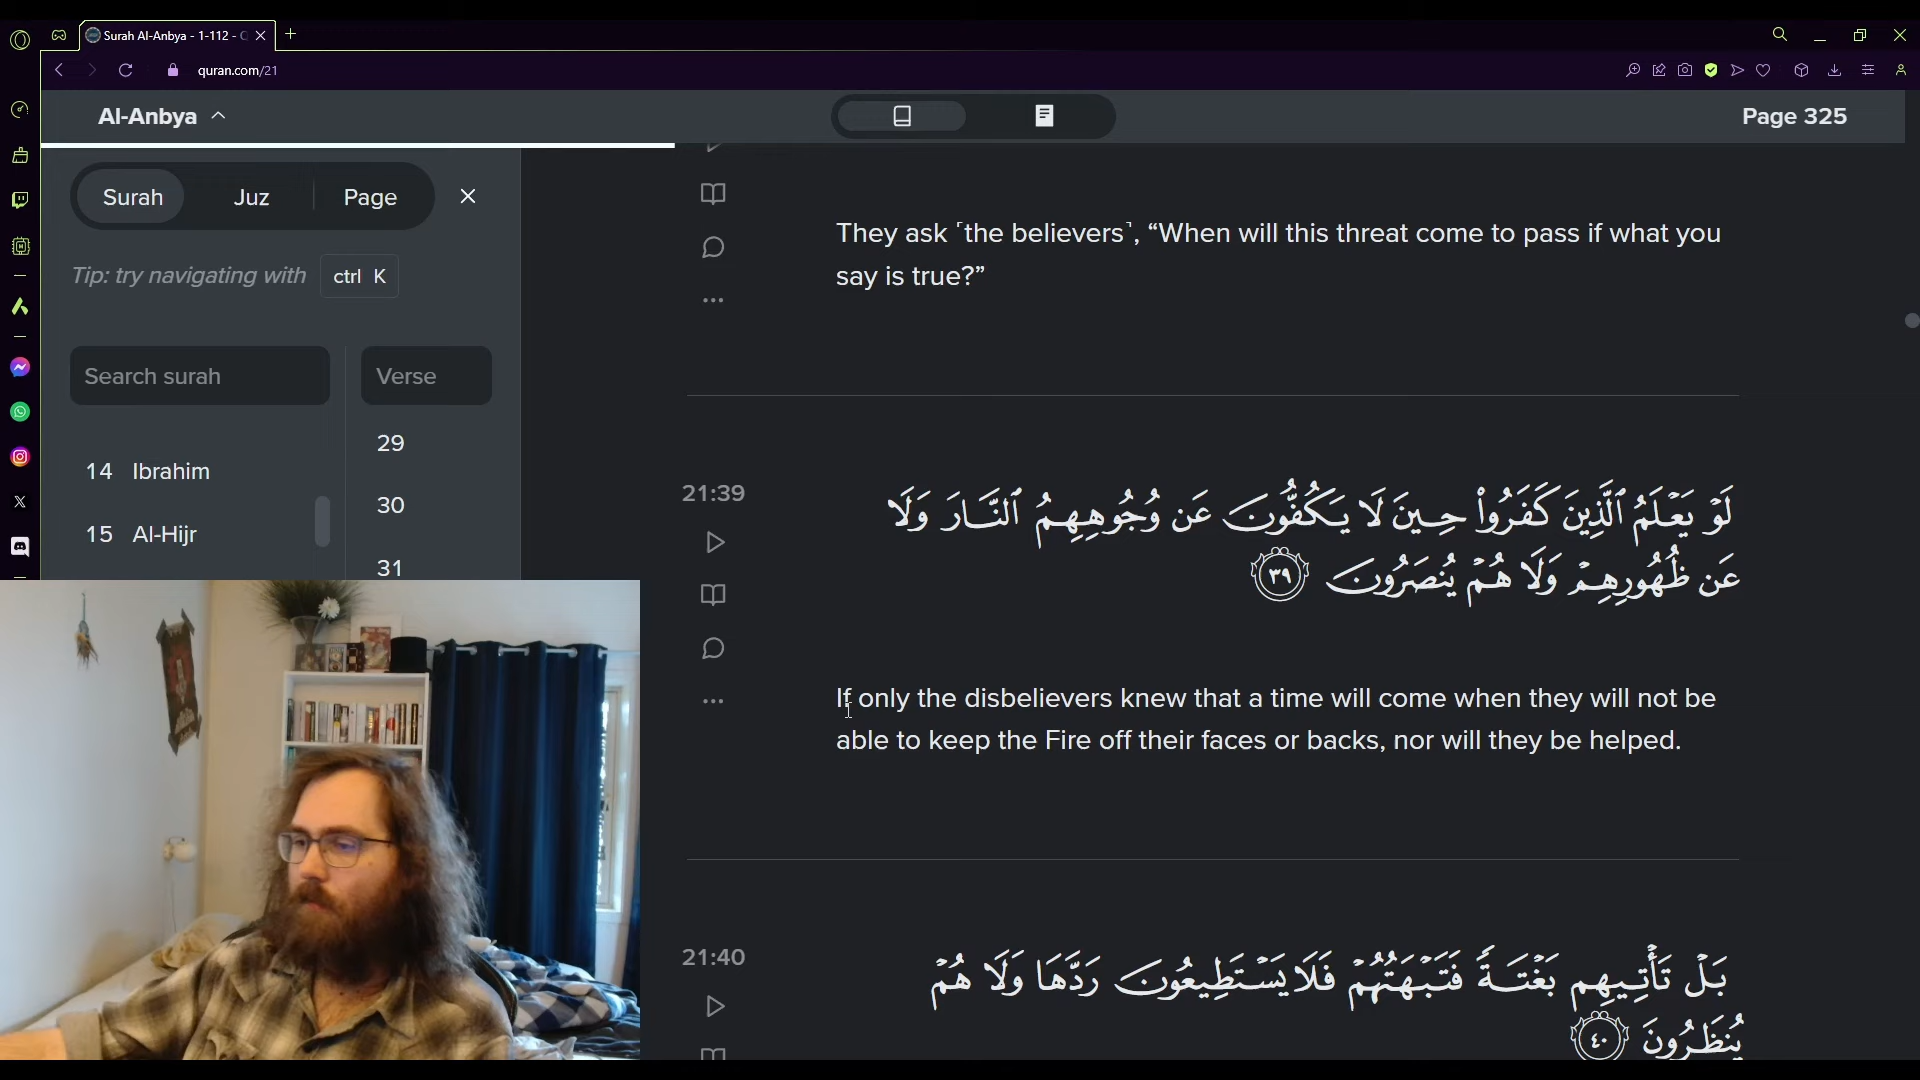 Surah Al-Anbya - 1-112 -
quran.com/21
Al-Anbya
Page 325
Surah
Juz
Page
Tip: try navigating with ctrl K
Search surah
Verse
14 Ibrahim
15 Al-Hijr
29
30
31
They ask ˹the believers˺, “When will this threat come to pass if what you
say is true?”
21:39
لَوْ يَعْلَمُ ٱلَّذِينَ كَفَرُوا۟ حِينَ لَا يَكُفُّونَ عَن وُجُوهِهِمُ ٱلنَّارَ وَلَا
عَن ظُهُورِهِمْ وَلَا هُمْ يُنصَرُونَ ٣٩
If only the disbelievers knew that a time will come when they will not be
able to keep the Fire off their faces or backs, nor will they be helped.
21:40
بَلْ تَأْتِيهِم بَغْتَةً فَتَبْهَتُهُمْ فَلَا يَسْتَطِيعُونَ رَدَّهَا وَلَا هُمْ
يُنظَرُونَ ٤٠